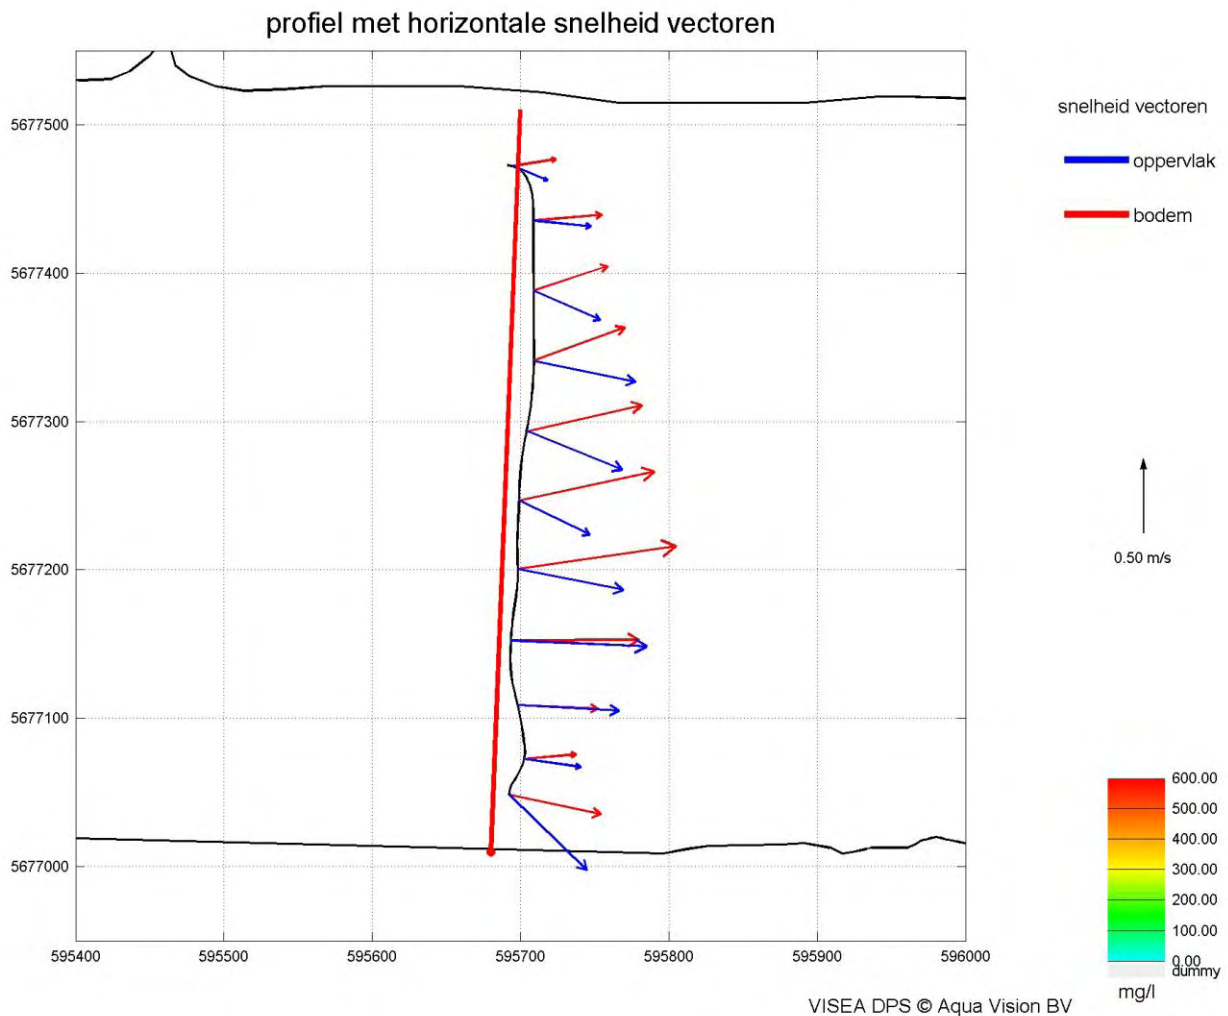 profiel met horizontale snelheid vectoren
snelheid vectoren
oppervlak
bodem
5677500
5677400
5677300
5677200
5677100
5677000
0.50 m/s
595400
595500
595600
595700
595800
595900
596000
600.00
500.00
400.00
300.00
200.00
100.00
0.00
dummy
mg/l
VISEA DPS © Aqua Vision BV